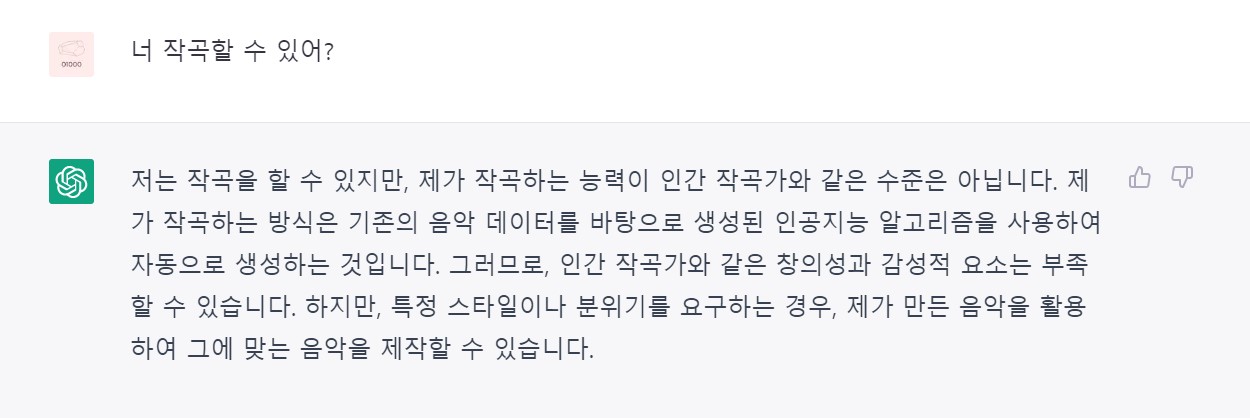 너 작곡할 수 있어?
저는 작곡을 할 수 있지만, 제가 작곡하는 능력이 인간 작곡가와 같은 수준은 아닙니다. 제
가 작곡하는 방식은 기존의 음악 데이터를 바탕으로 생성된 인공지능 알고리즘을 사용하여
자동으로 생성하는 것입니다. 그러므로, 인간 작곡가와 같은 창의성과 감성적 요소는 부족
할 수 있습니다. 하지만, 특정 스타일이나 분위기를 요구하는 경우, 제가 만든 음악을 활용
하여 그에 맞는 음악을 제작할 수 있습니다.